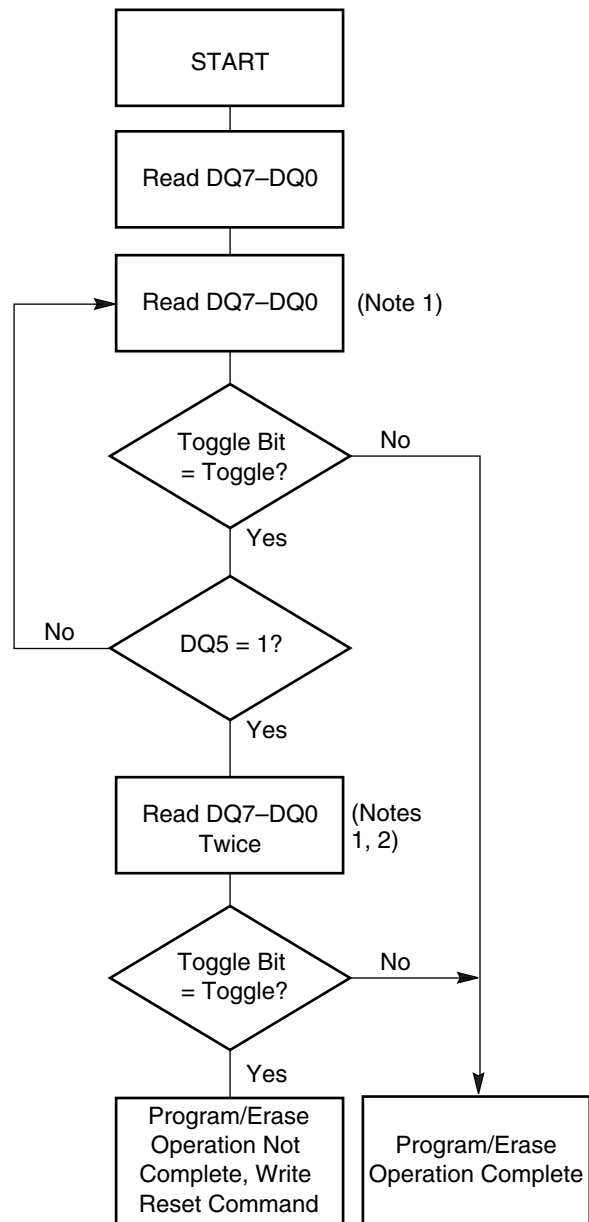 START
Read DQ7–DQ0
Read DQ7–DQ0
(Note 1)
Toggle Bit
= Toggle?
No
Yes
No
DQ5 = 1?
Yes
Read DQ7–DQ0
Twice
(Notes
1, 2)
Toggle Bit
= Toggle?
No
Yes
Program/Erase
Operation Not
Complete, Write
Reset Command
Program/Erase
Operation Complete